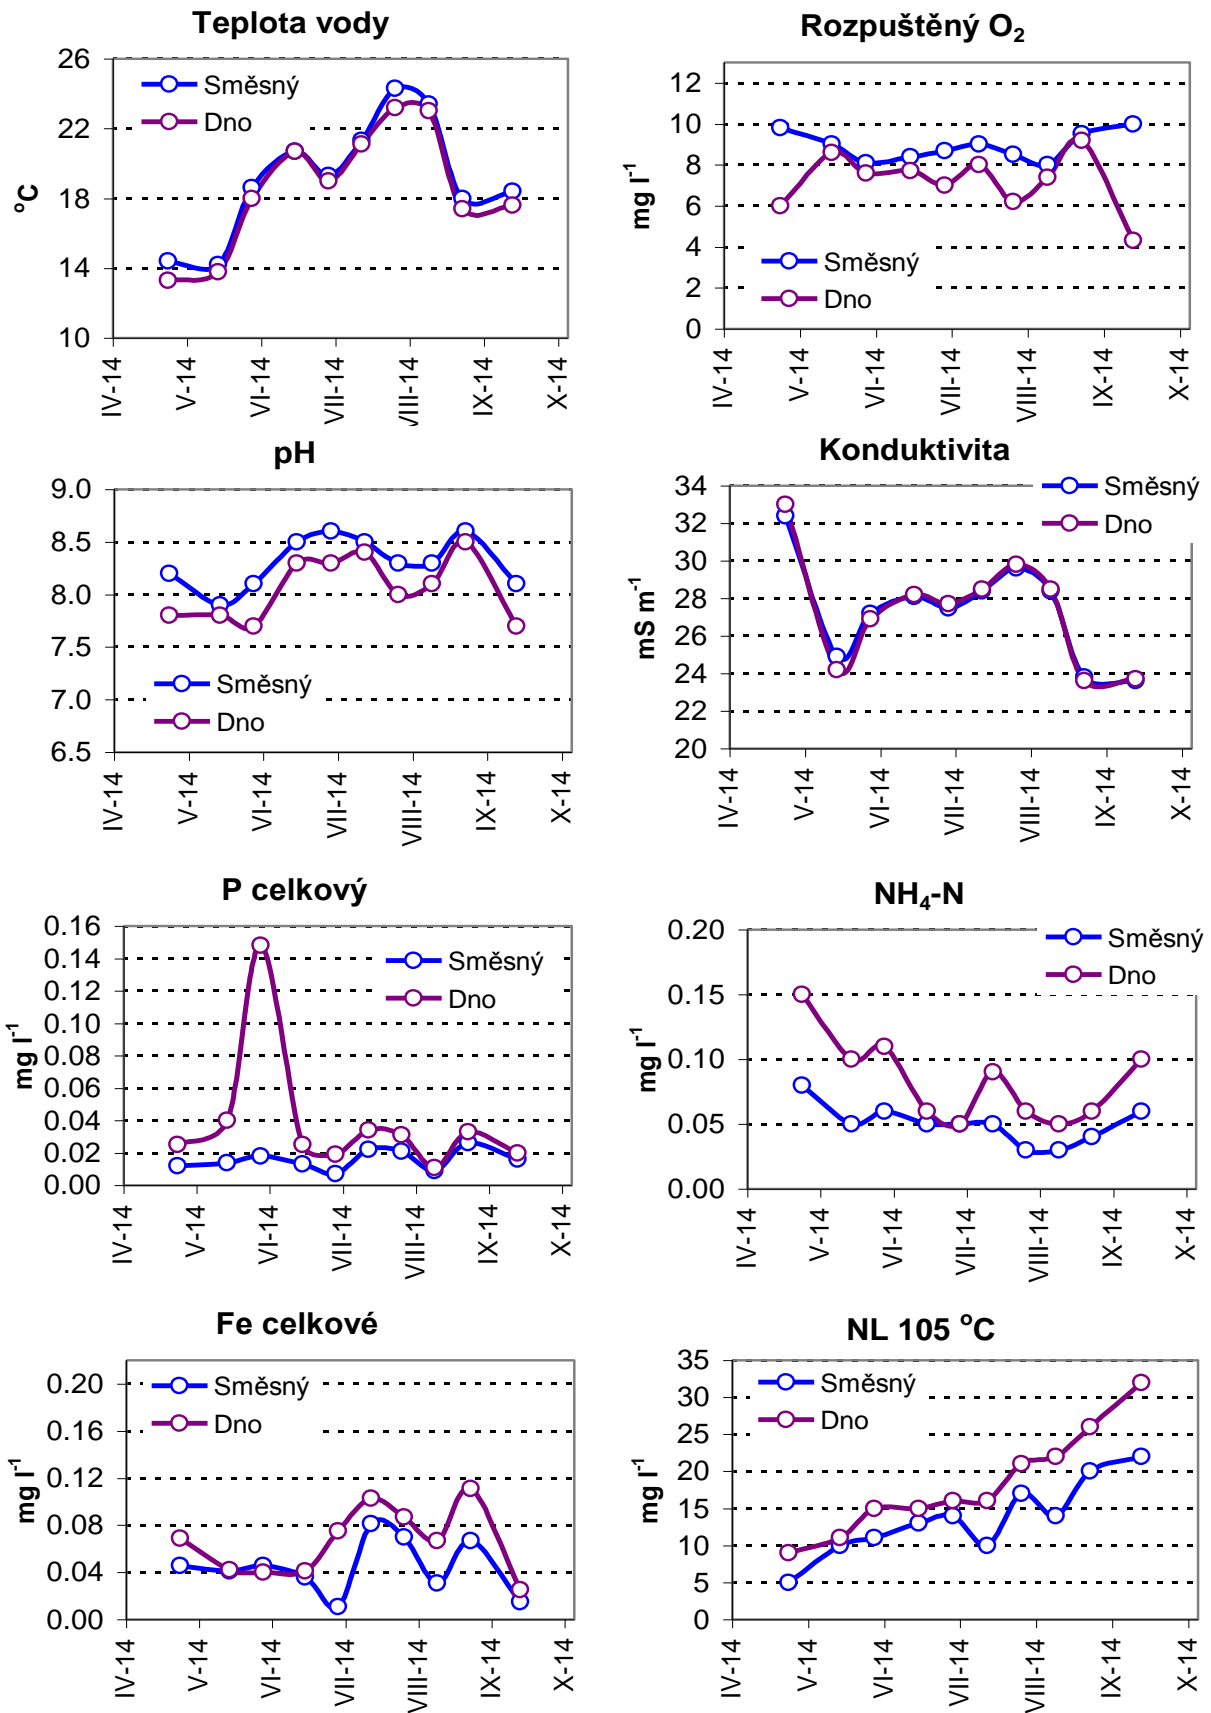 Teplota vody
26
22
18
14
10
°C
Směsný
Dno
IV-14
V-14
VI-14
VII-14
VIII-14
IX-14
X-14
Rozpuštěný O₂
12
10
8
6
4
2
0
mg l⁻¹
Směsný
Dno
IV-14
V-14
VI-14
VII-14
VIII-14
IX-14
X-14
pH
9.0
8.5
8.0
7.5
7.0
6.5
Směsný
Dno
IV-14
V-14
VI-14
VII-14
VIII-14
IX-14
X-14
Konduktivita
34
32
30
28
26
24
22
20
mS m⁻¹
Směsný
Dno
IV-14
V-14
VI-14
VII-14
VIII-14
IX-14
X-14
P celkový
0.16
0.14
0.12
0.10
0.08
0.06
0.04
0.02
0.00
mg l⁻¹
Směsný
Dno
IV-14
V-14
VI-14
VII-14
VIII-14
IX-14
X-14
NH₄-N
0.20
0.15
0.10
0.05
0.00
mg l⁻¹
Směsný
Dno
IV-14
V-14
VI-14
VII-14
VIII-14
IX-14
X-14
Fe celkové
0.20
0.16
0.12
0.08
0.04
0.00
mg l⁻¹
Směsný
Dno
IV-14
V-14
VI-14
VII-14
VIII-14
IX-14
X-14
NL 105 °C
35
30
25
20
15
10
5
0
mg l⁻¹
Směsný
Dno
IV-14
V-14
VI-14
VII-14
VIII-14
IX-14
X-14